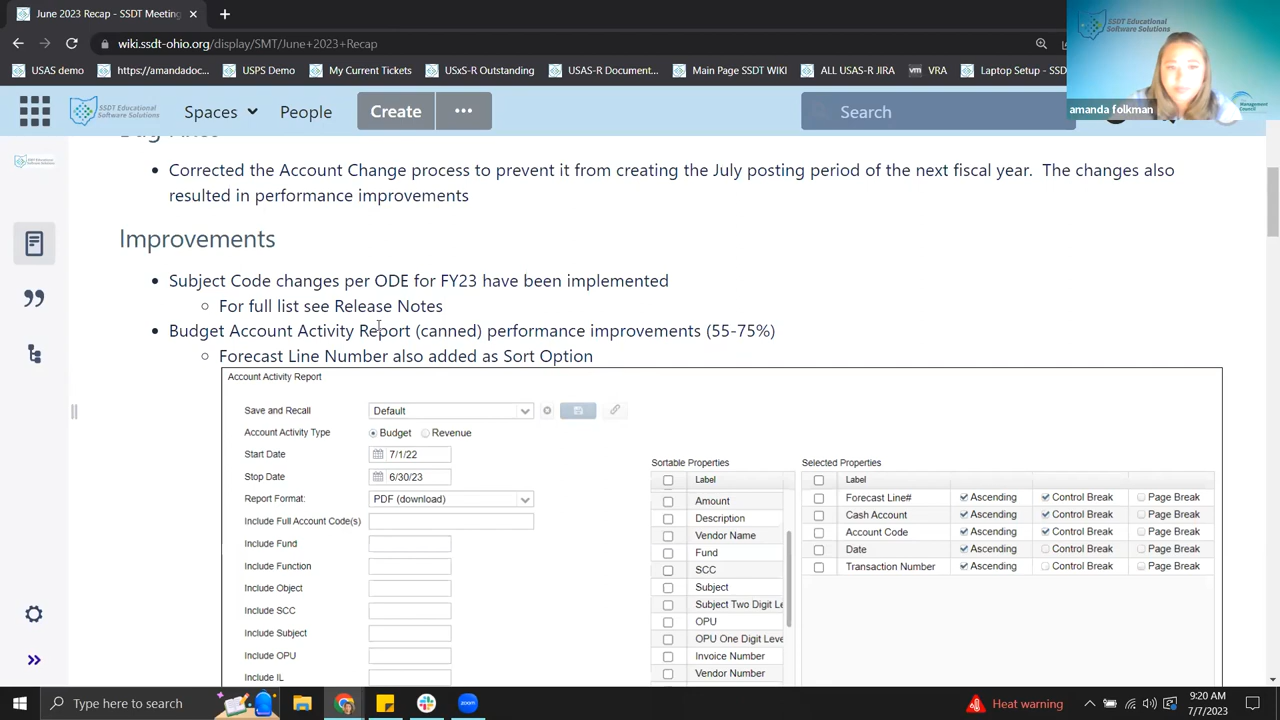 June 2023 Recap - SSDT Meeting
wiki.ssdt-ohio.org/display/SMT/June+2023+Recap
USAS demo
https://amandadoc...
USPS Demo
My Current Tickets
USxS Outstanding
USAS-R Document...
Main Page SSDT WIKI
ALL USAS-R JIRA
vm VRA
Laptop Setup - SSD
SSDT Educational
Software Solutions
amanda folkman
Management
Council
SSDT Educational
Software Solutions
Spaces
People
Create
Search
Bug Fixes
Corrected the Account Change process to prevent it from creating the July posting period of the next fiscal year. The changes also
resulted in performance improvements
Improvements
Subject Code changes per ODE for FY23 have been implemented
For full list see Release Notes
Budget Account Activity Report (canned) performance improvements (55-75%)
Forecast Line Number also added as Sort Option
Account Activity Report
Save and Recall
Default
Account Activity Type
Budget
Revenue
Start Date
7/1/22
Stop Date
6/30/23
Report Format:
PDF (download)
Include Full Account Code(s)
Include Fund
Include Function
Include Object
Include SCC
Include Subject
Include OPU
Include IL
Sortable Properties
Label
Amount
Description
Vendor Name
Fund
SCC
Subject
Subject Two Digit Le
OPU
OPU One Digit Leve
Invoice Number
Vendor Number
Selected Properties
Label
Forecast Line# Ascending Control Break Page Break
Cash Account Ascending Control Break Page Break
Account Code Ascending Control Break Page Break
Date Ascending Control Break Page Break
Transaction Number Ascending Control Break Page Break
Type here to search
zoom
Heat warning
9:20 AM
7/7/2023